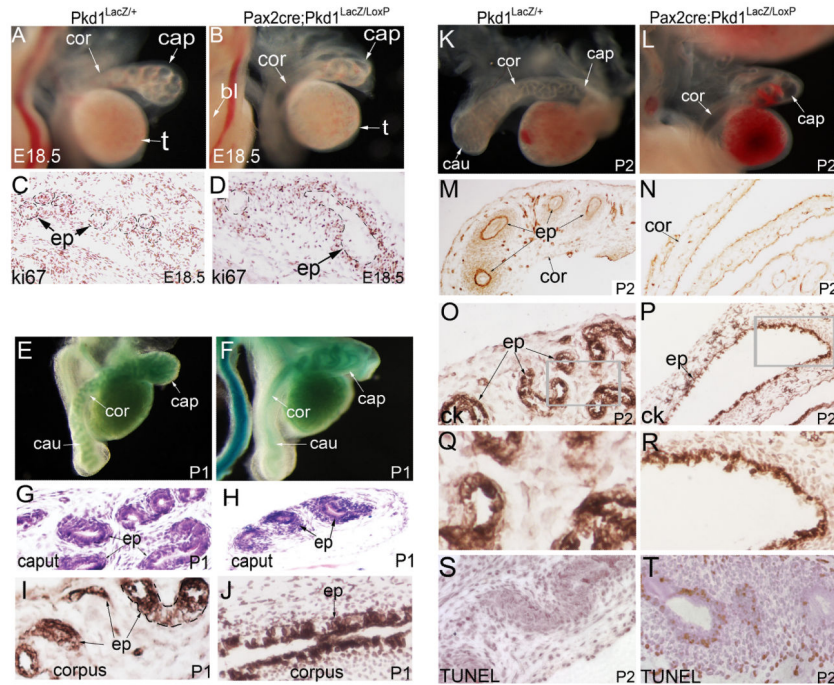 Pkd1LacZ/+
Pax2cre;Pkd1LacZ/LoxP
A
cor
cap
t
E18.5
B
cap
cor
bl
t
E18.5
C
ep
ki67
E18.5
D
ep
ki67
E18.5
E
cap
cor
cau
P1
F
cap
cor
cau
P1
G
ep
caput
P1
H
ep
caput
P1
I
ep
corpus
P1
J
ep
corpus
P1
Pkd1LacZ/+
Pax2cre:Pkd1LacZ/LoxP
K
cor
cap
cau
P2
L
cor
cap
P2
M
ep
cor
P2
N
cor
P2
O
ep
ck
P2
P
ep
ck
P2
Q
R
S
TUNEL
P2
T
TUNEL
P2